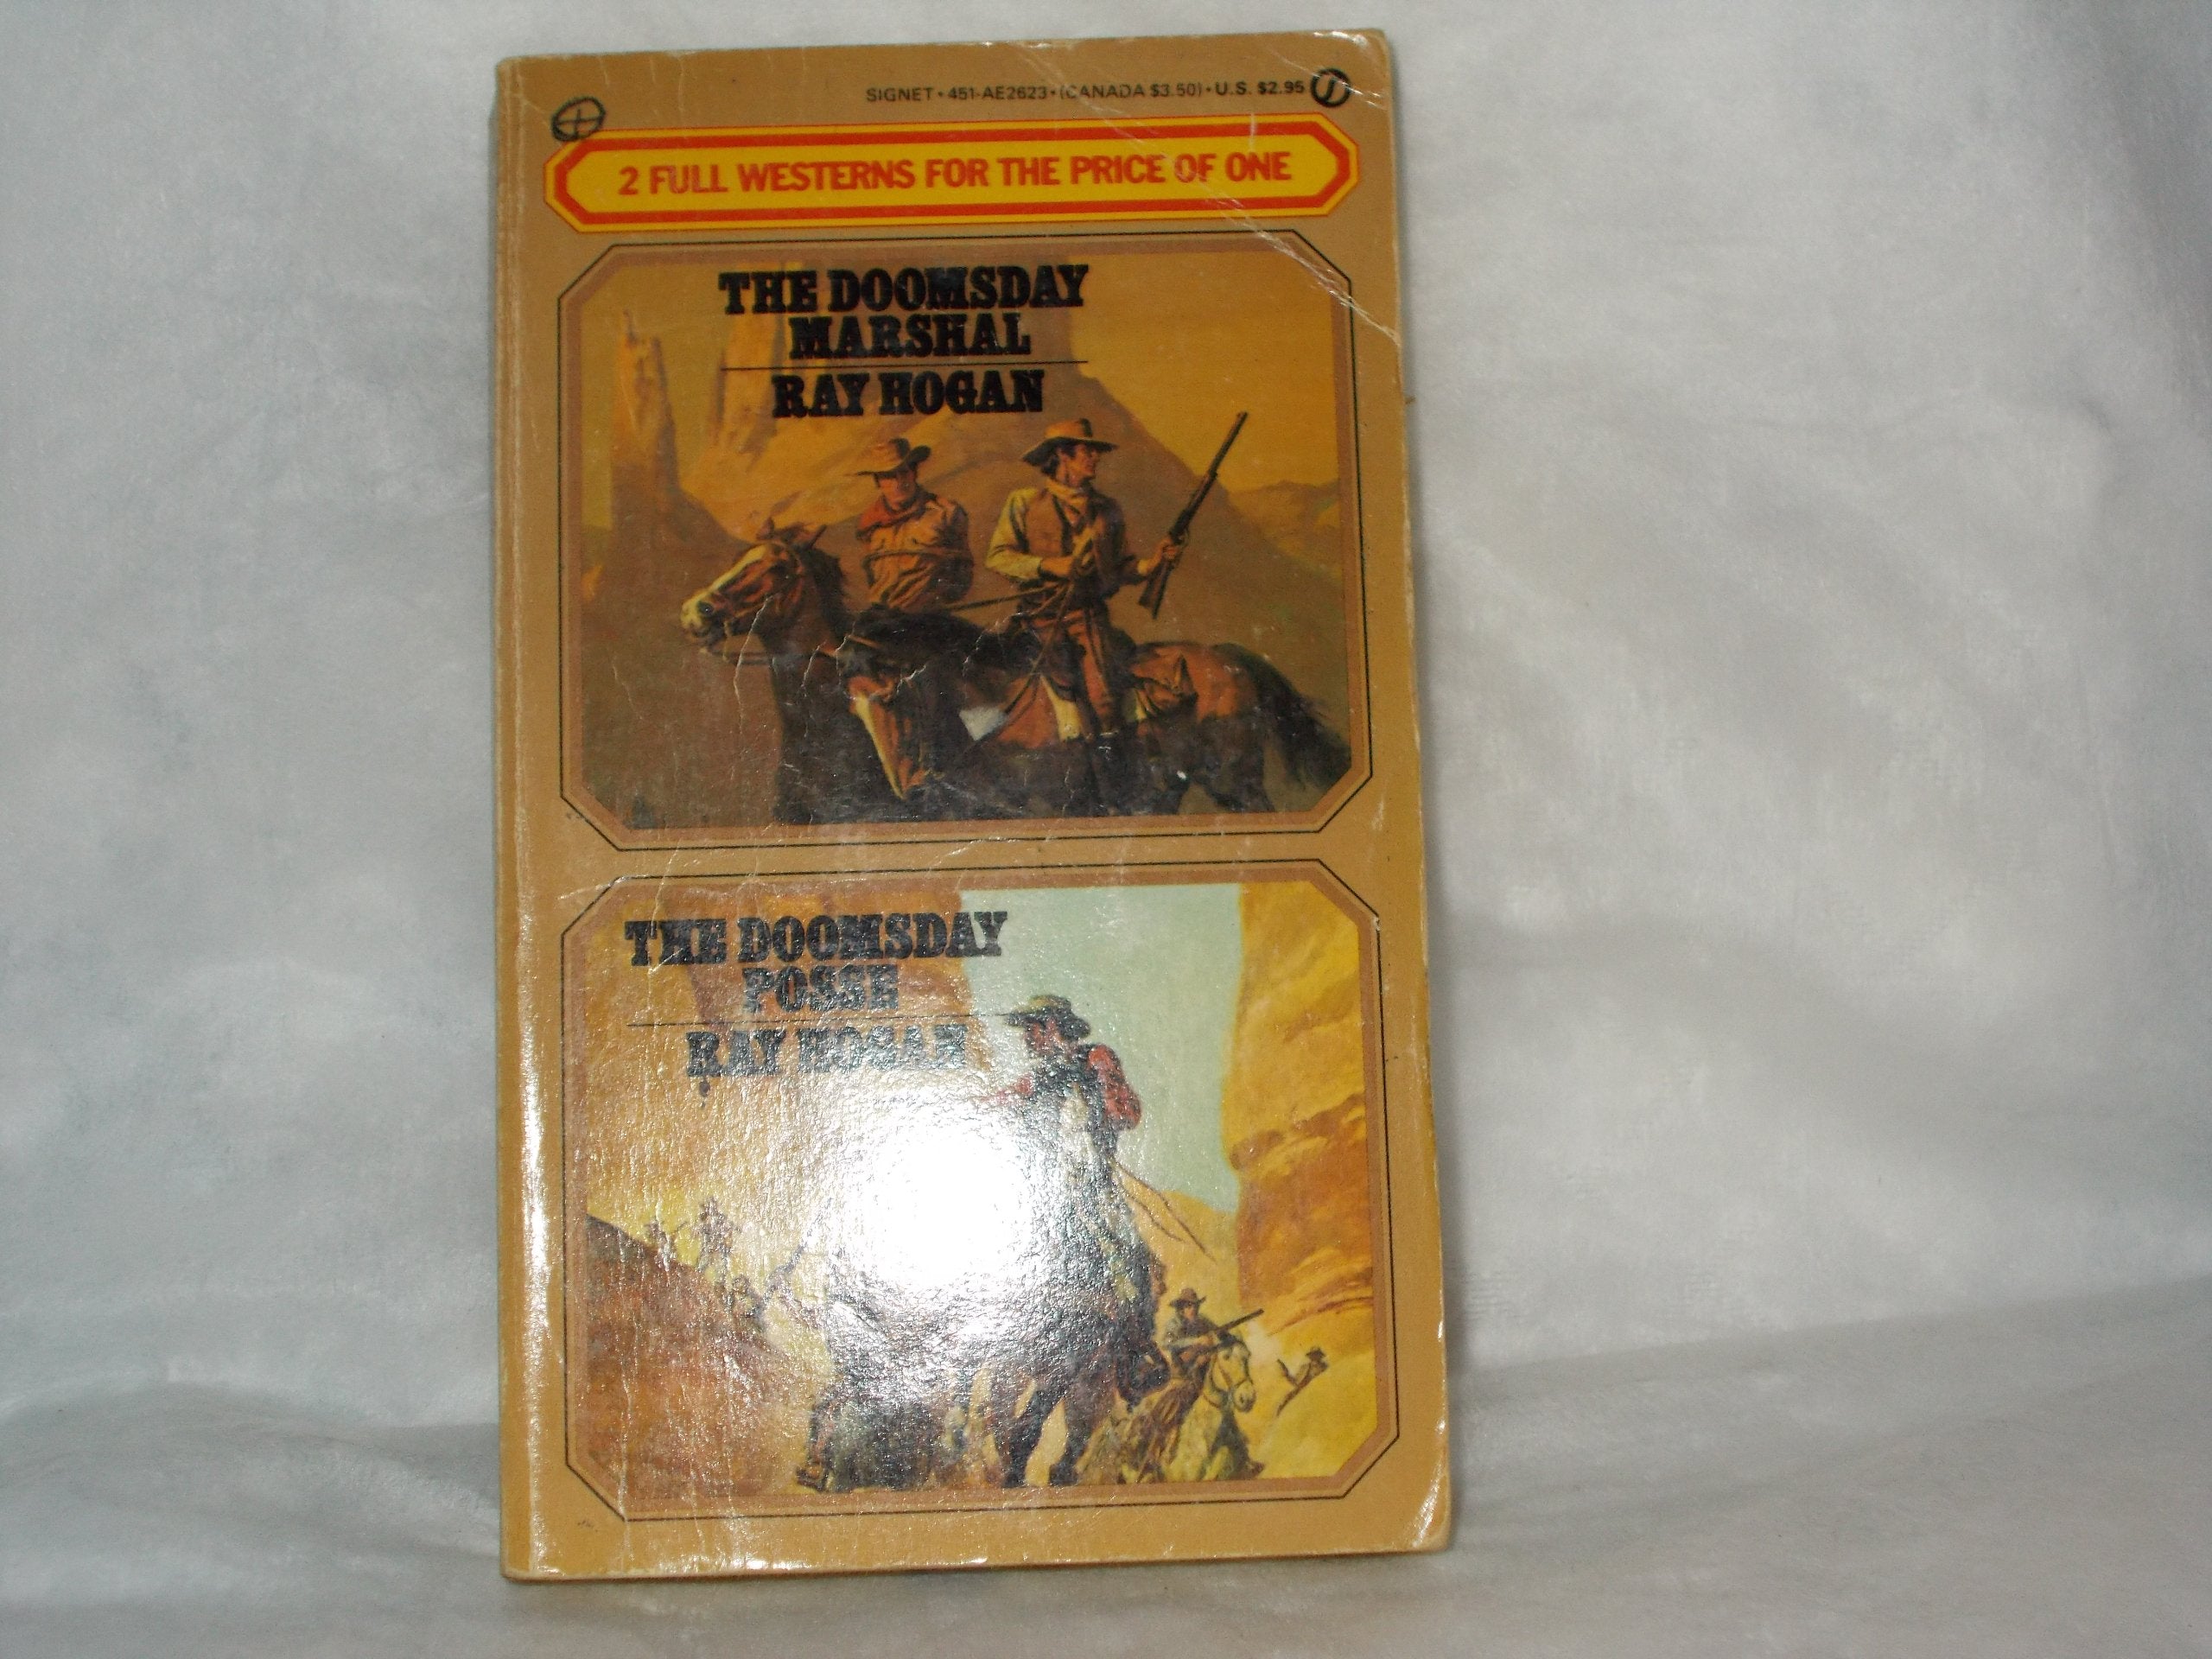 SIGNET • 451-AE2623 • (CANADA $3.50) • U.S. $2.95
2 FULL WESTERNS FOR THE PRICE OF ONE
THE DOOMSDAY
MARSHAL
RAY HOGAN
THE DOOMSDAY
POSSE
RAY HOGAN